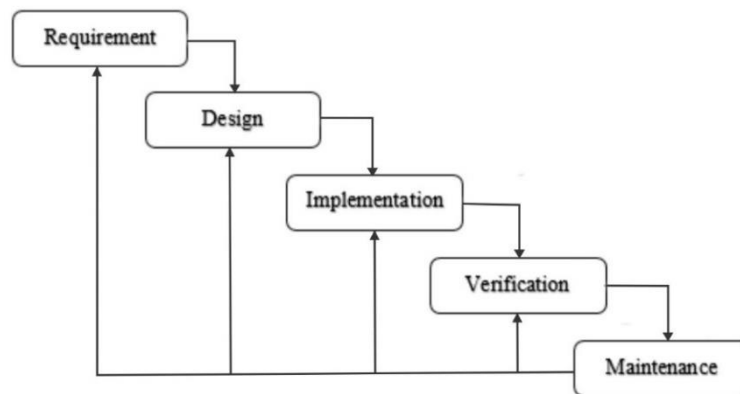 Requirement
Design
Implementation
Verification
Maintenance